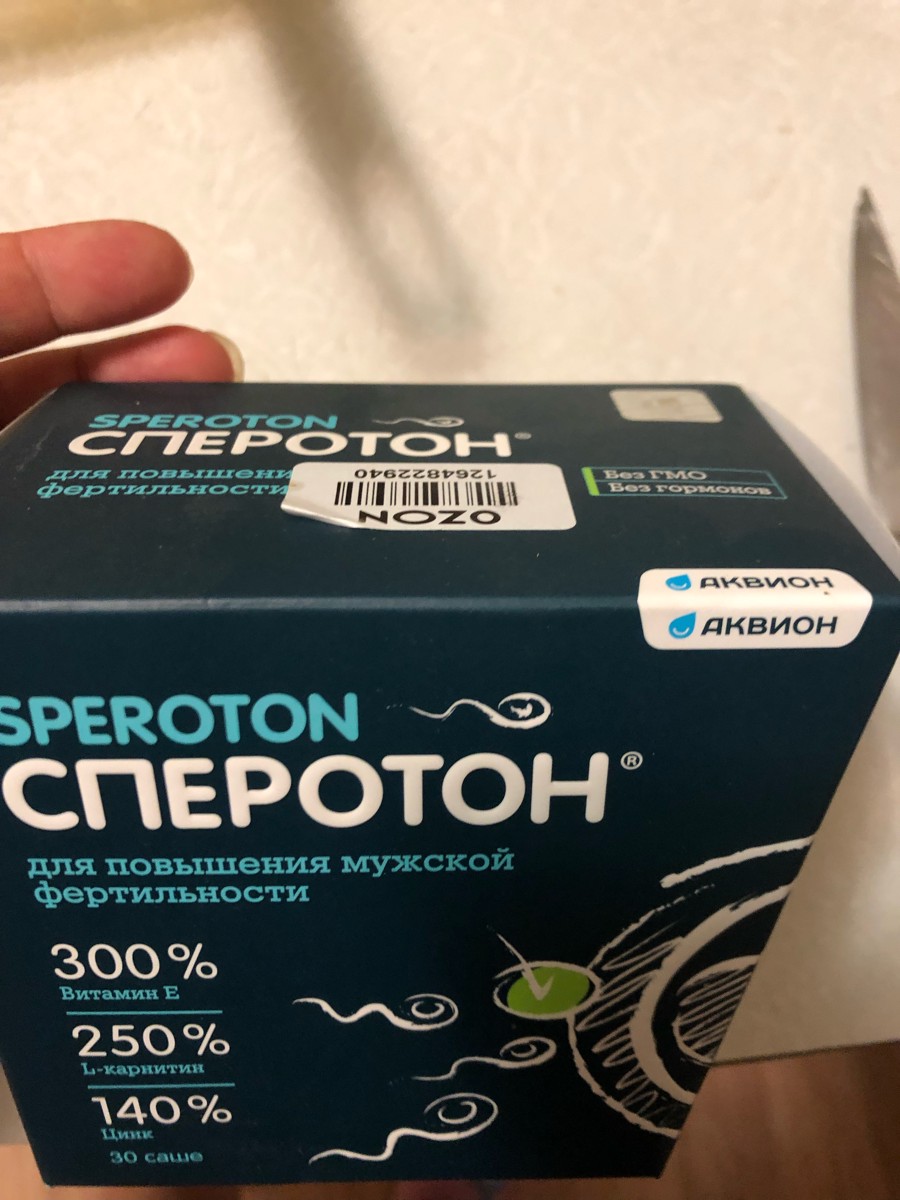 SPEROTON
СПЕРОТОН®
для повышени
фертильности
1264822940
OZON
Без ГМО
Без гормонов
АКВИОН
АКВИОН
SPEROTON
СПЕРОТОН®
для повышения мужской
фертильности
300%
Витамин Е
250%
L-карнитин
140%
Цинк
30 саше